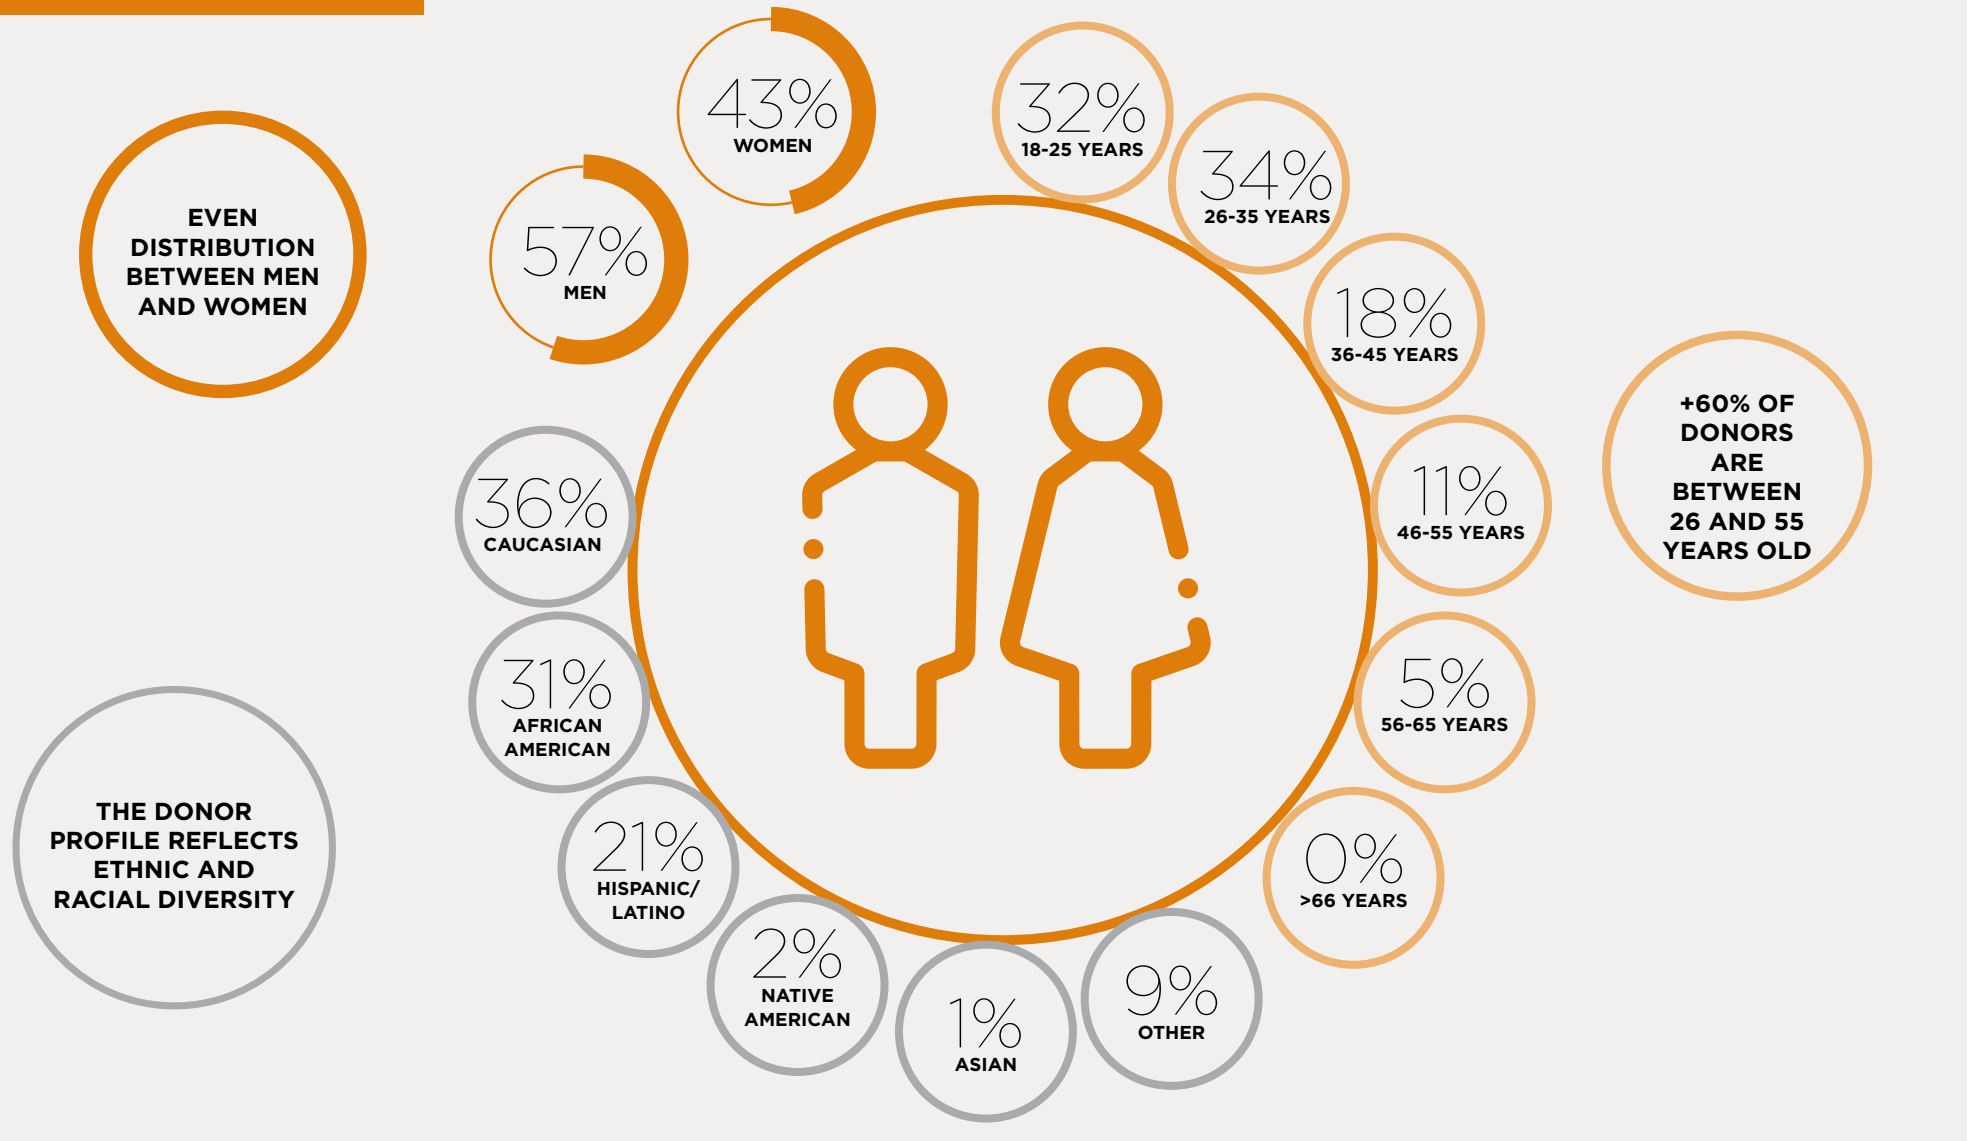 EVEN
DISTRIBUTION
BETWEEN MEN
AND WOMEN
43%
WOMEN
57%
MEN
32%
18-25 YEARS
34%
26-35 YEARS
18%
36-45 YEARS
11%
46-55 YEARS
5%
56-65 YEARS
0%
>66 YEARS
+60% OF
DONORS
ARE
BETWEEN
26 AND 55
YEARS OLD
36%
CAUCASIAN
31%
AFRICAN
AMERICAN
21%
HISPANIC/
LATINO
2%
NATIVE
AMERICAN
1%
ASIAN
9%
OTHER
THE DONOR
PROFILE REFLECTS
ETHNIC AND
RACIAL DIVERSITY